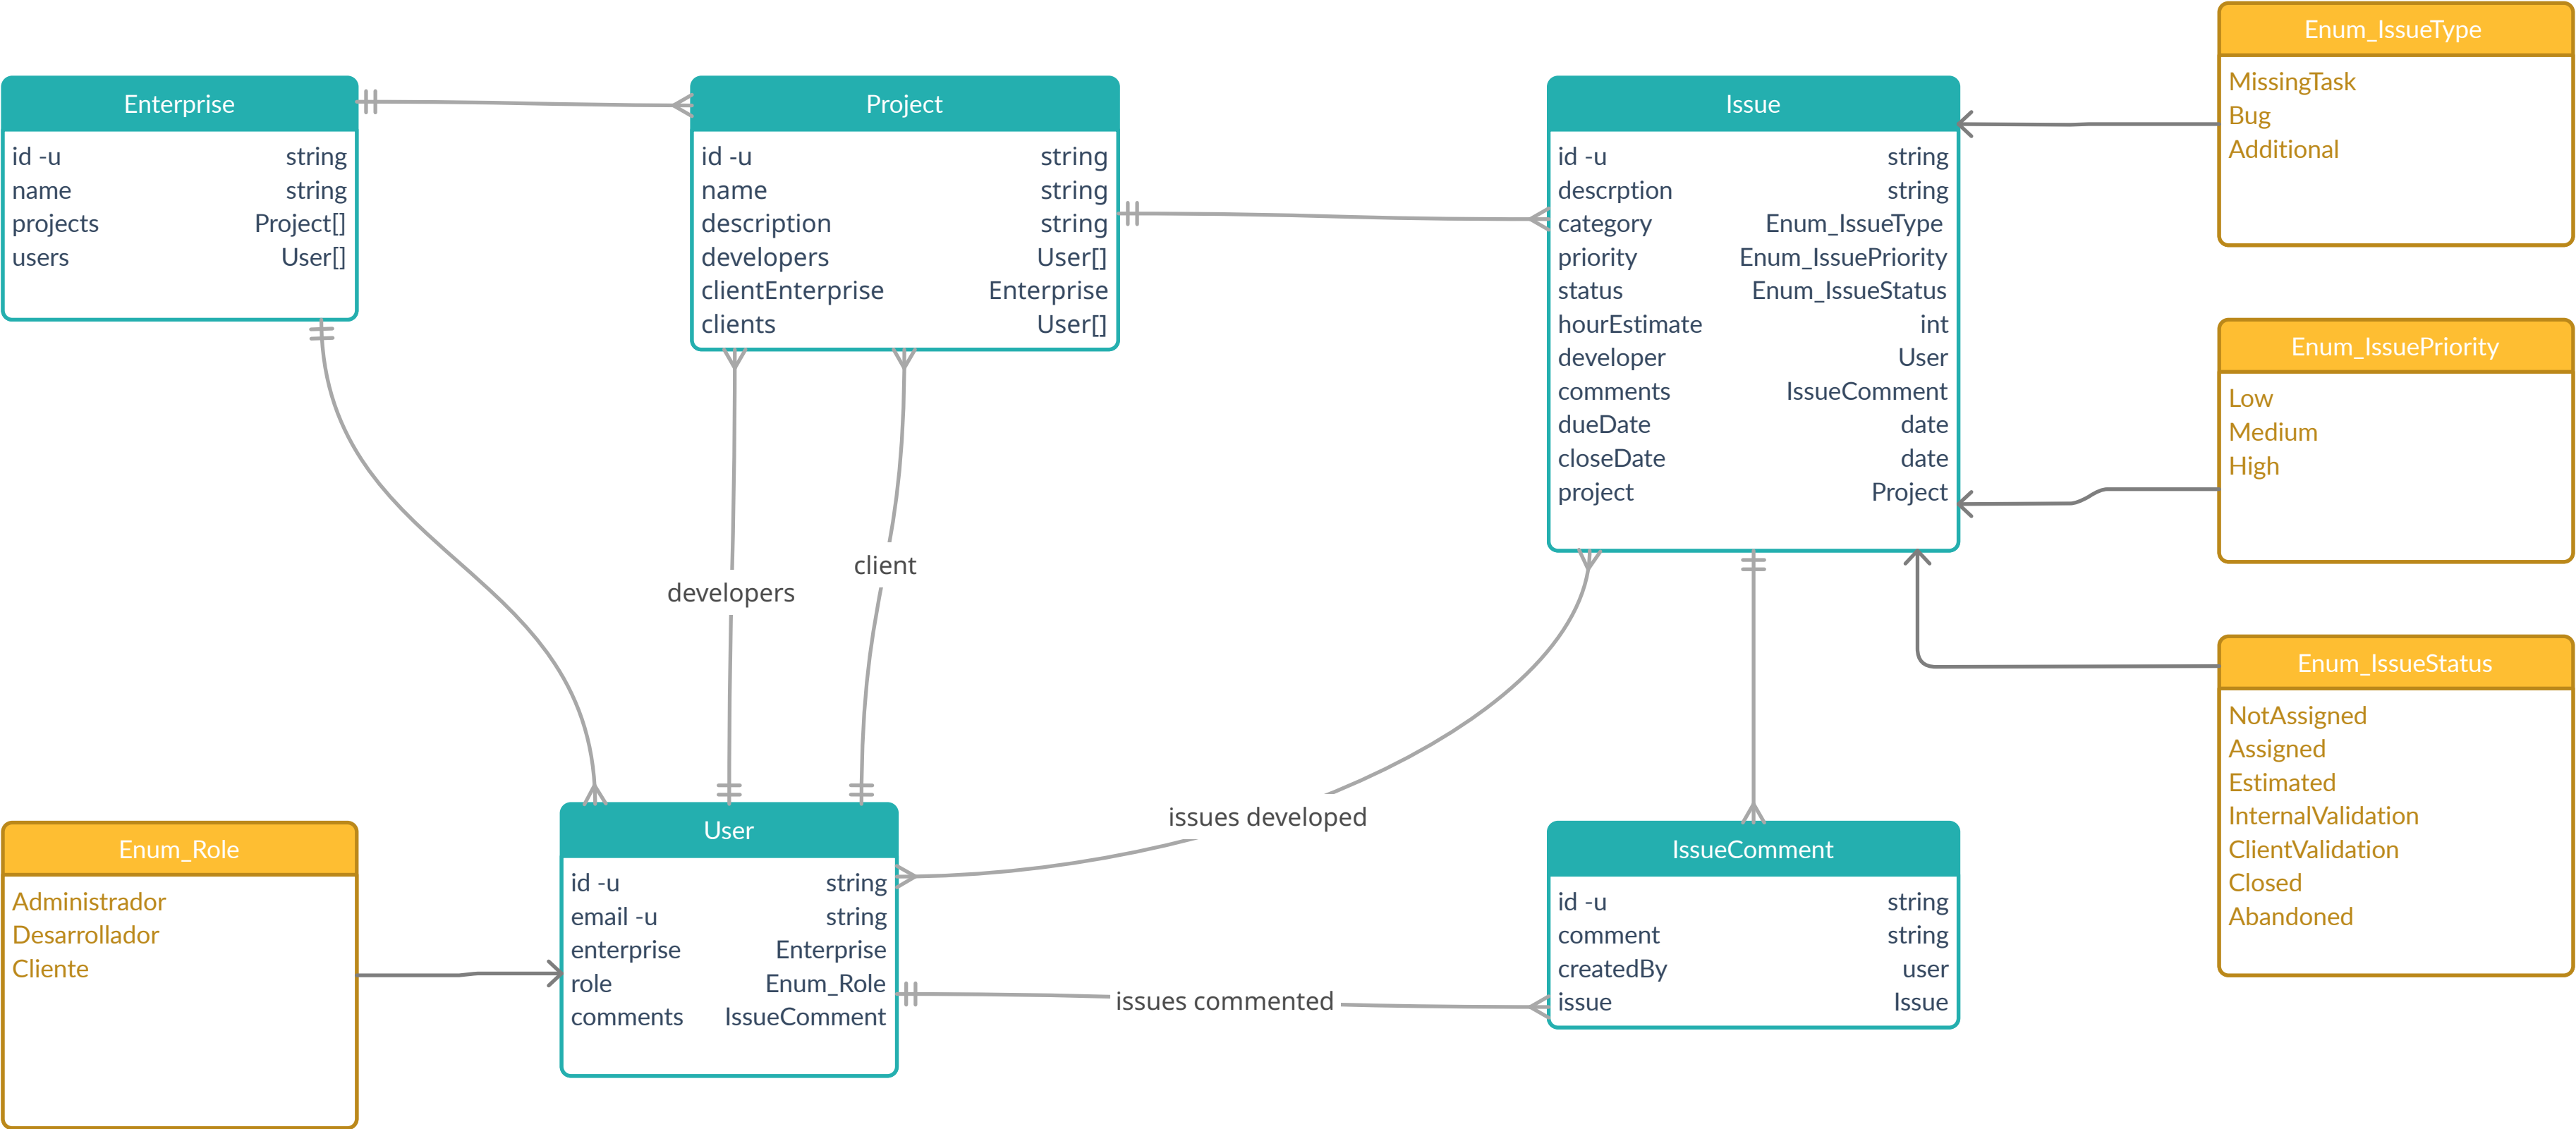 Enterprise
id -u string
name string
projects Project[]
users User[]
Project
id -u string
name string
description string
developers User[]
clientEnterprise Enterprise
clients User[]
Issue
id -u string
descrption string
category Enum_IssueType
priority Enum_IssuePriority
status Enum_IssueStatus
hourEstimate int
developer User
comments IssueComment
dueDate date
closeDate date
project Project
Enum_IssueType
MissingTask
Bug
Additional
Enum_IssuePriority
Low
Medium
High
Enum_IssueStatus
NotAssigned
Assigned
Estimated
InternalValidation
ClientValidation
Closed
Abandoned
developers
client
issues developed
issues commented
Enum_Role
Administrador
Desarrollador
Cliente
User
id -u string
email -u string
enterprise Enterprise
role Enum_Role
comments IssueComment
IssueComment
id -u string
comment string
createdBy user
issue Issue